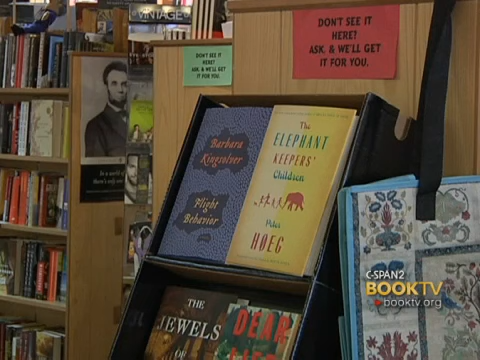 VINTAGE
DON'T SEE IT
HERE?
ASK, & WE'LL GET
IT FOR YOU.
DON'T SEE IT
HERE?
ASK, & WE'LL GET
IT FOR YOU.
Barbara
Kingsolver
Flight
Behavior
The
ELEPHANT
KEEPERS'
Children
Peter
HØEG
THE
JEWELS
OF
DEAR
LIFE
C-SPAN2
BOOKTV
booktv.org